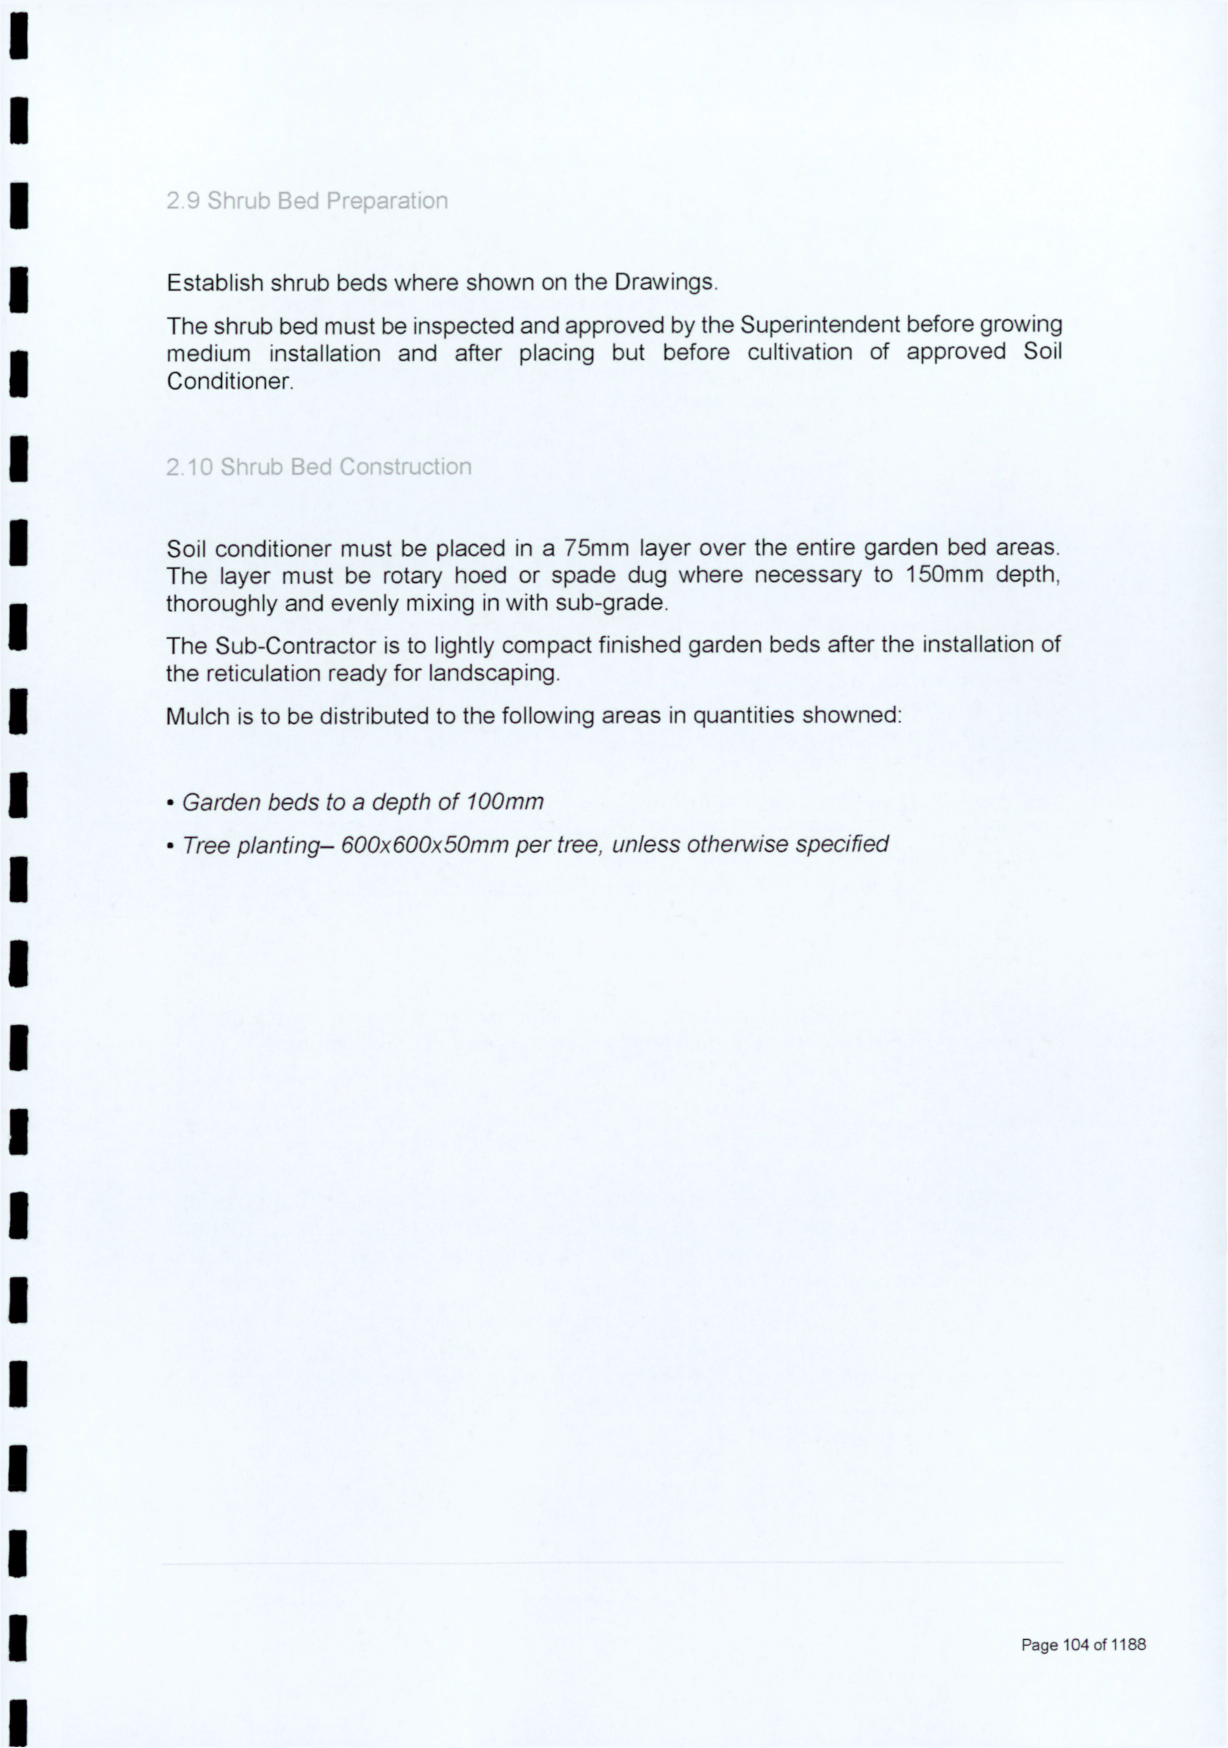 2.9 Shrub Bed Preparation
Establish shrub beds where shown on the Drawings.
The shrub bed must be inspected and approved by the Superintendent before growing
medium installation and after placing but before cultivation of approved Soil
Conditioner.
2.10 Shrub Bed Construction
Soil conditioner must be placed in a 75mm layer over the entire garden bed areas.
The layer must be rotary hoed or spade dug where necessary to 150mm depth,
thoroughly and evenly mixing in with sub-grade.
The Sub-Contractor is to lightly compact finished garden beds after the installation of
the reticulation ready for landscaping.
Mulch is to be distributed to the following areas in quantities showned:
• Garden beds to a depth of 100mm
• Tree planting– 600x600x50mm per tree, unless otherwise specified
Page 104 of 1188